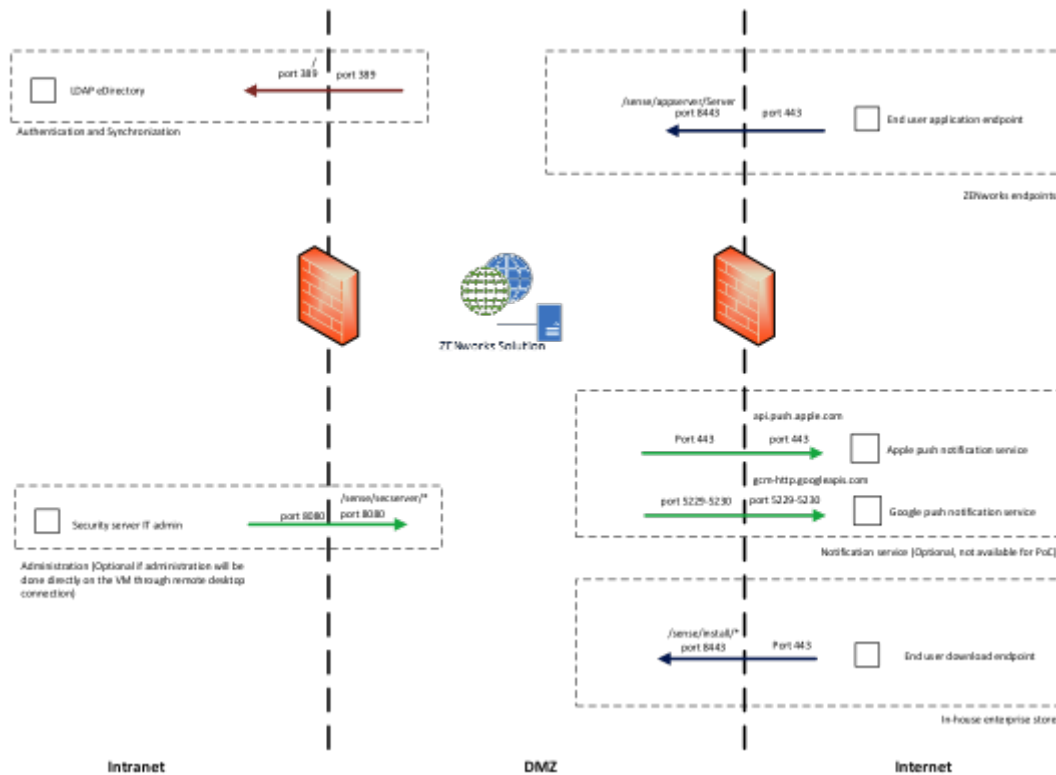 /
port 389 port 389
LDAP eDirectory
Authentication and Synchronization
/sense/appserver/Server
port 8443 port 443
End user application endpoint
ZENworks endpoints
ZENworks Solution
api.push.apple.com
Port 443 port 443
Apple push notification service
gcm-http.googleapis.com
port 5229-5230 port 5229-5230
Google push notification service
Notification service (Optional, not available for PoC)
/sense/secserver/*
port 8080 port 8080
Security server IT admin
Administration (Optional if administration will be
done directly on the VM through remote desktop
connection)
/sense/install/*
port 8443 Port 443
End user download endpoint
In-house enterprise store
Intranet DMZ Internet